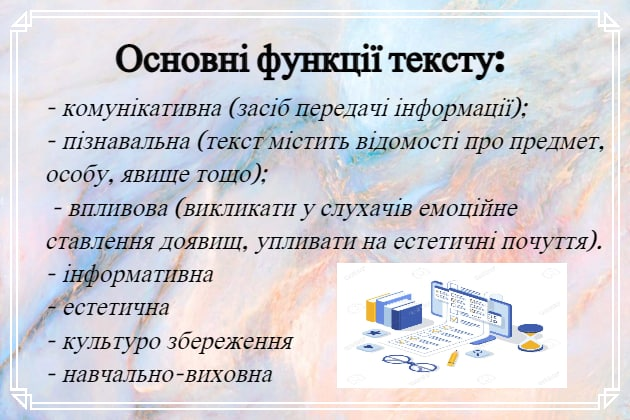 Основні функції тексту:
- комунікативна (засіб передачі інформації);
- пізнавальна (текст містить відомості про предмет,
особу, явище тощо);
- впливова (викликати у слухачів емоційне
ставлення доявищ, упливати на естетичні почуття).
- інформативна
- естетична
- культуро збереження
- навчально-виховна